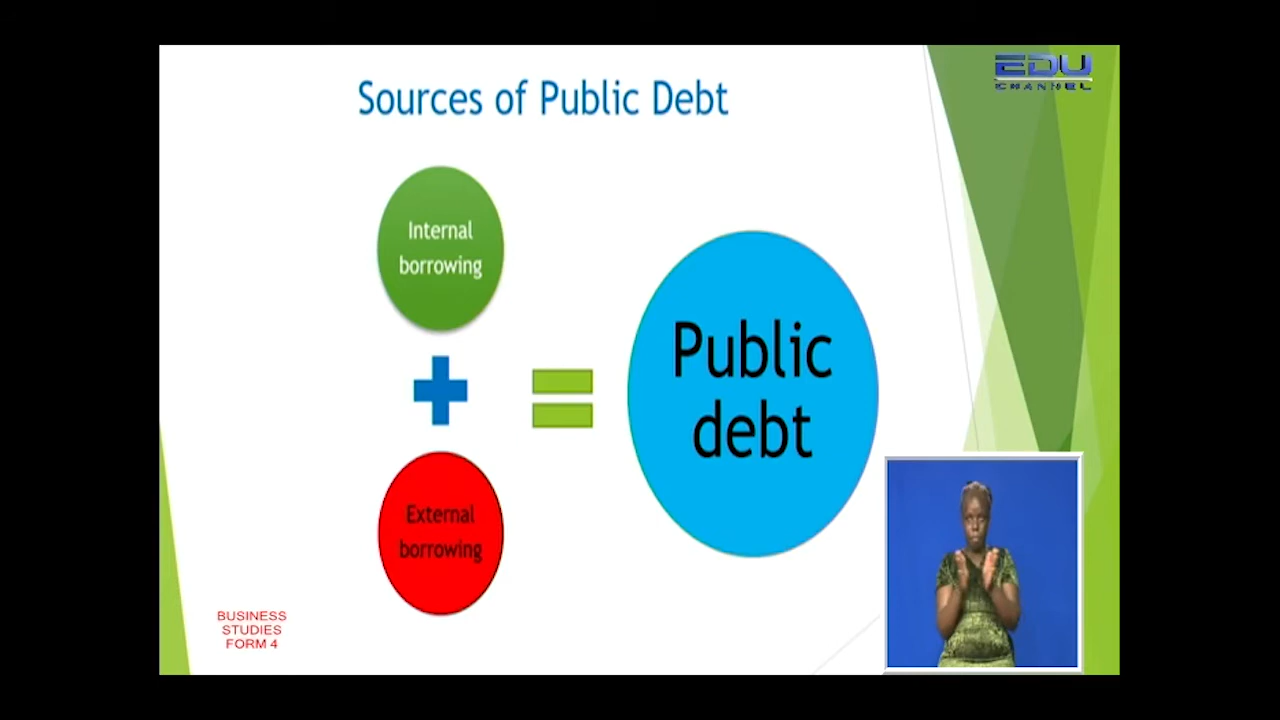 EDU
CHANNEL
Sources of Public Debt
Internal
borrowing
External
borrowing
Public
debt
BUSINESS
STUDIES
FORM 4